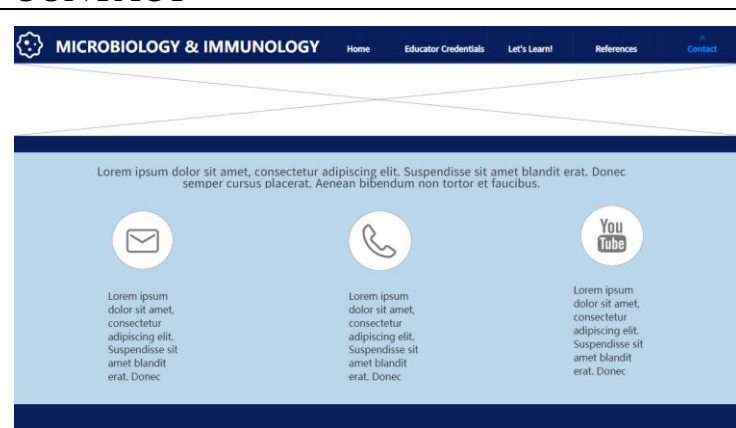 CONTACT
MICROBIOLOGY & IMMUNOLOGY
Home
Educator Credentials
Let's Learn!
References
Contact
Lorem ipsum dolor sit amet, consectetur adipiscing elit. Suspendisse sit amet blandit erat. Donec
semper cursus placerat. Aenean bibendum non tortor et faucibus.
You
Tube
Lorem ipsum
dolor sit amet,
consectetur
adipiscing elit.
Suspendisse sit
amet blandit
erat. Donec
Lorem ipsum
dolor sit amet,
consectetur
adipiscing elit.
Suspendisse sit
amet blandit
erat. Donec
Lorem ipsum
dolor sit amet,
consectetur
adipiscing elit.
Suspendisse sit
amet blandit
erat. Donec